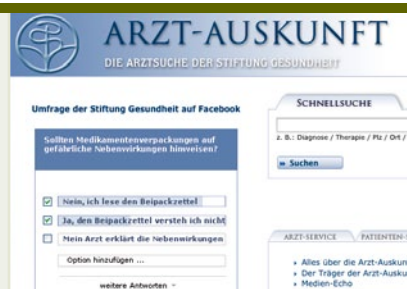 ARZT-AUSKUNFT
DIE ARZTSUCHE DER STIFTUNG GESUNDHEIT
Umfrage der Stiftung Gesundheit auf Facebook
Sollten Medikamentenverpackungen auf
gefährliche Nebenwirkungen hinweisen?
Nein, ich lese den Beipackzettel
Ja, den Beipackzettel versteh ich nicht
Mein Arzt erklärt die Nebenwirkungen
Option hinzufügen ...
weitere Antworten
SCHNELLSUCHE
z. B.: Diagnose / Therapie / Plz / Ort /
» Suchen
ARZT-SERVICE
PATIENTEN-
Alles über die Arzt-Auskun
Der Träger der Arzt-Ausku
Medien-Echo